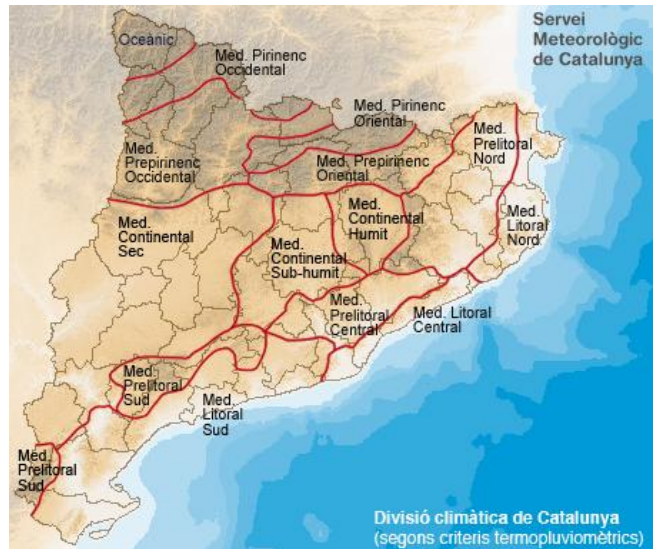 Servei
Meteorològic
de Catalunya
Oceànic
Med. Pirinenc
Occidental
Med. Pirinenc
Oriental
Med.
Prelitoral
Nord
Med.
Prepirinenc
Occidental
Med. Prepirinenc
Oriental
Med.
Continental
Humit
Med.
Litoral
Nord
Med.
Continental
Sec
Med.
Continental
Sub-humit
Med.
Prelitoral
Central
Med. Litoral
Central
Med.
Prelitoral
Sud
Med.
Litoral
Sud
Med.
Prelitoral
Sud
Divisió climàtica de Catalunya
(segons criteris termopluviomètrics)